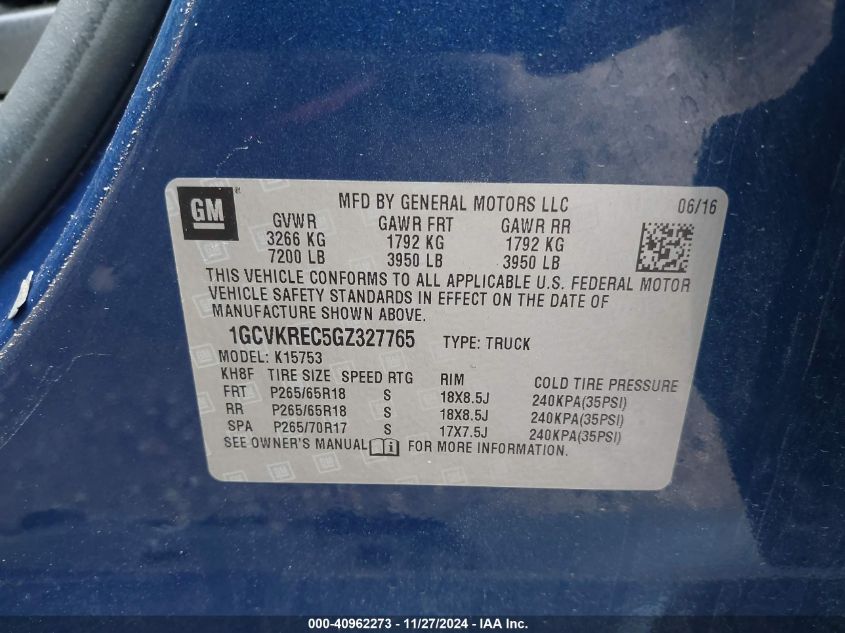 GM
MFD BY GENERAL MOTORS LLC 06/16
GVWR GAWR FRT GAWR RR
3266 KG 1792 KG 1792 KG
7200 LB 3950 LB 3950 LB
THIS VEHICLE CONFORMS TO ALL APPLICABLE U.S. FEDERAL MOTOR
VEHICLE SAFETY STANDARDS IN EFFECT ON THE DATE OF
MANUFACTURE SHOWN ABOVE.
1GCVKREC5GZ327765 TYPE: TRUCK
MODEL: K15753
KH8F TIRE SIZE SPEED RTG RIM COLD TIRE PRESSURE
FRT P265/65R18 S 18X8.5J 240KPA(35PSI)
RR P265/65R18 S 18X8.5J 240KPA(35PSI)
SPA P265/70R17 S 17X7.5J 240KPA(35PSI)
SEE OWNER'S MANUAL i FOR MORE INFORMATION.
000-40962273 - 11/27/2024 - IAA Inc.